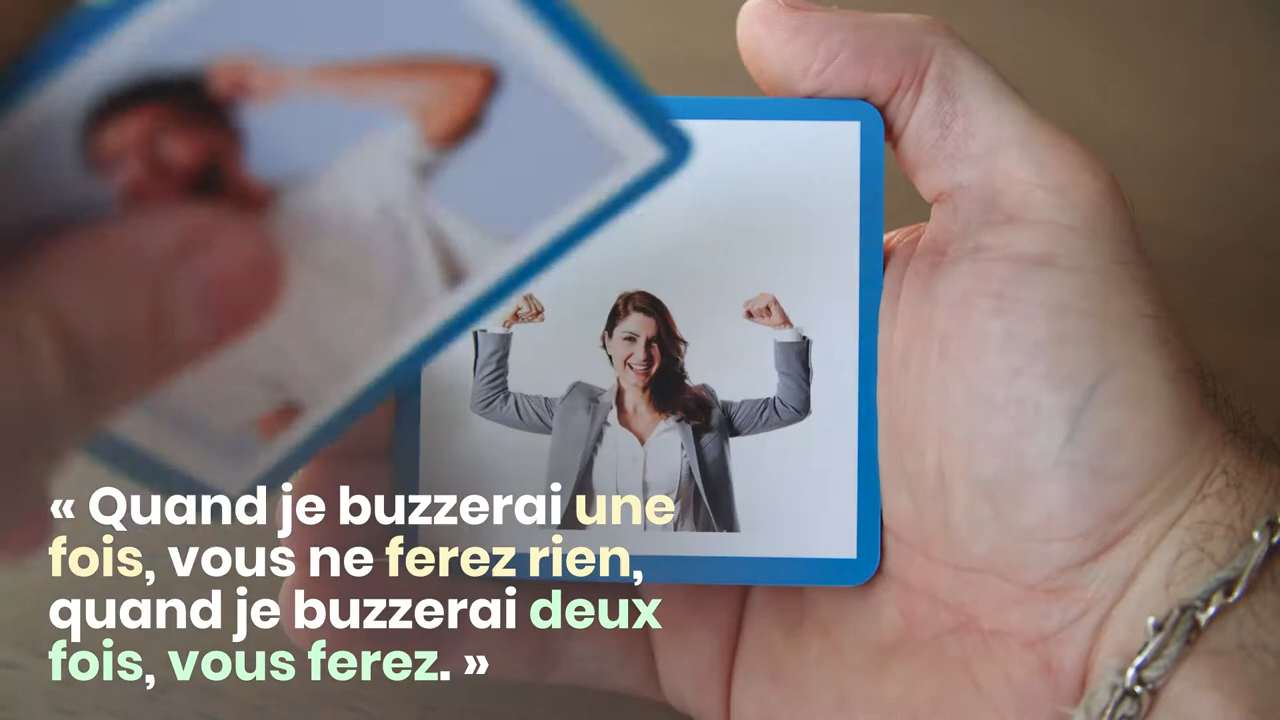 « Quand je buzzerai une
fois, vous ne ferez rien,
quand je buzzerai deux
fois, vous ferez. »